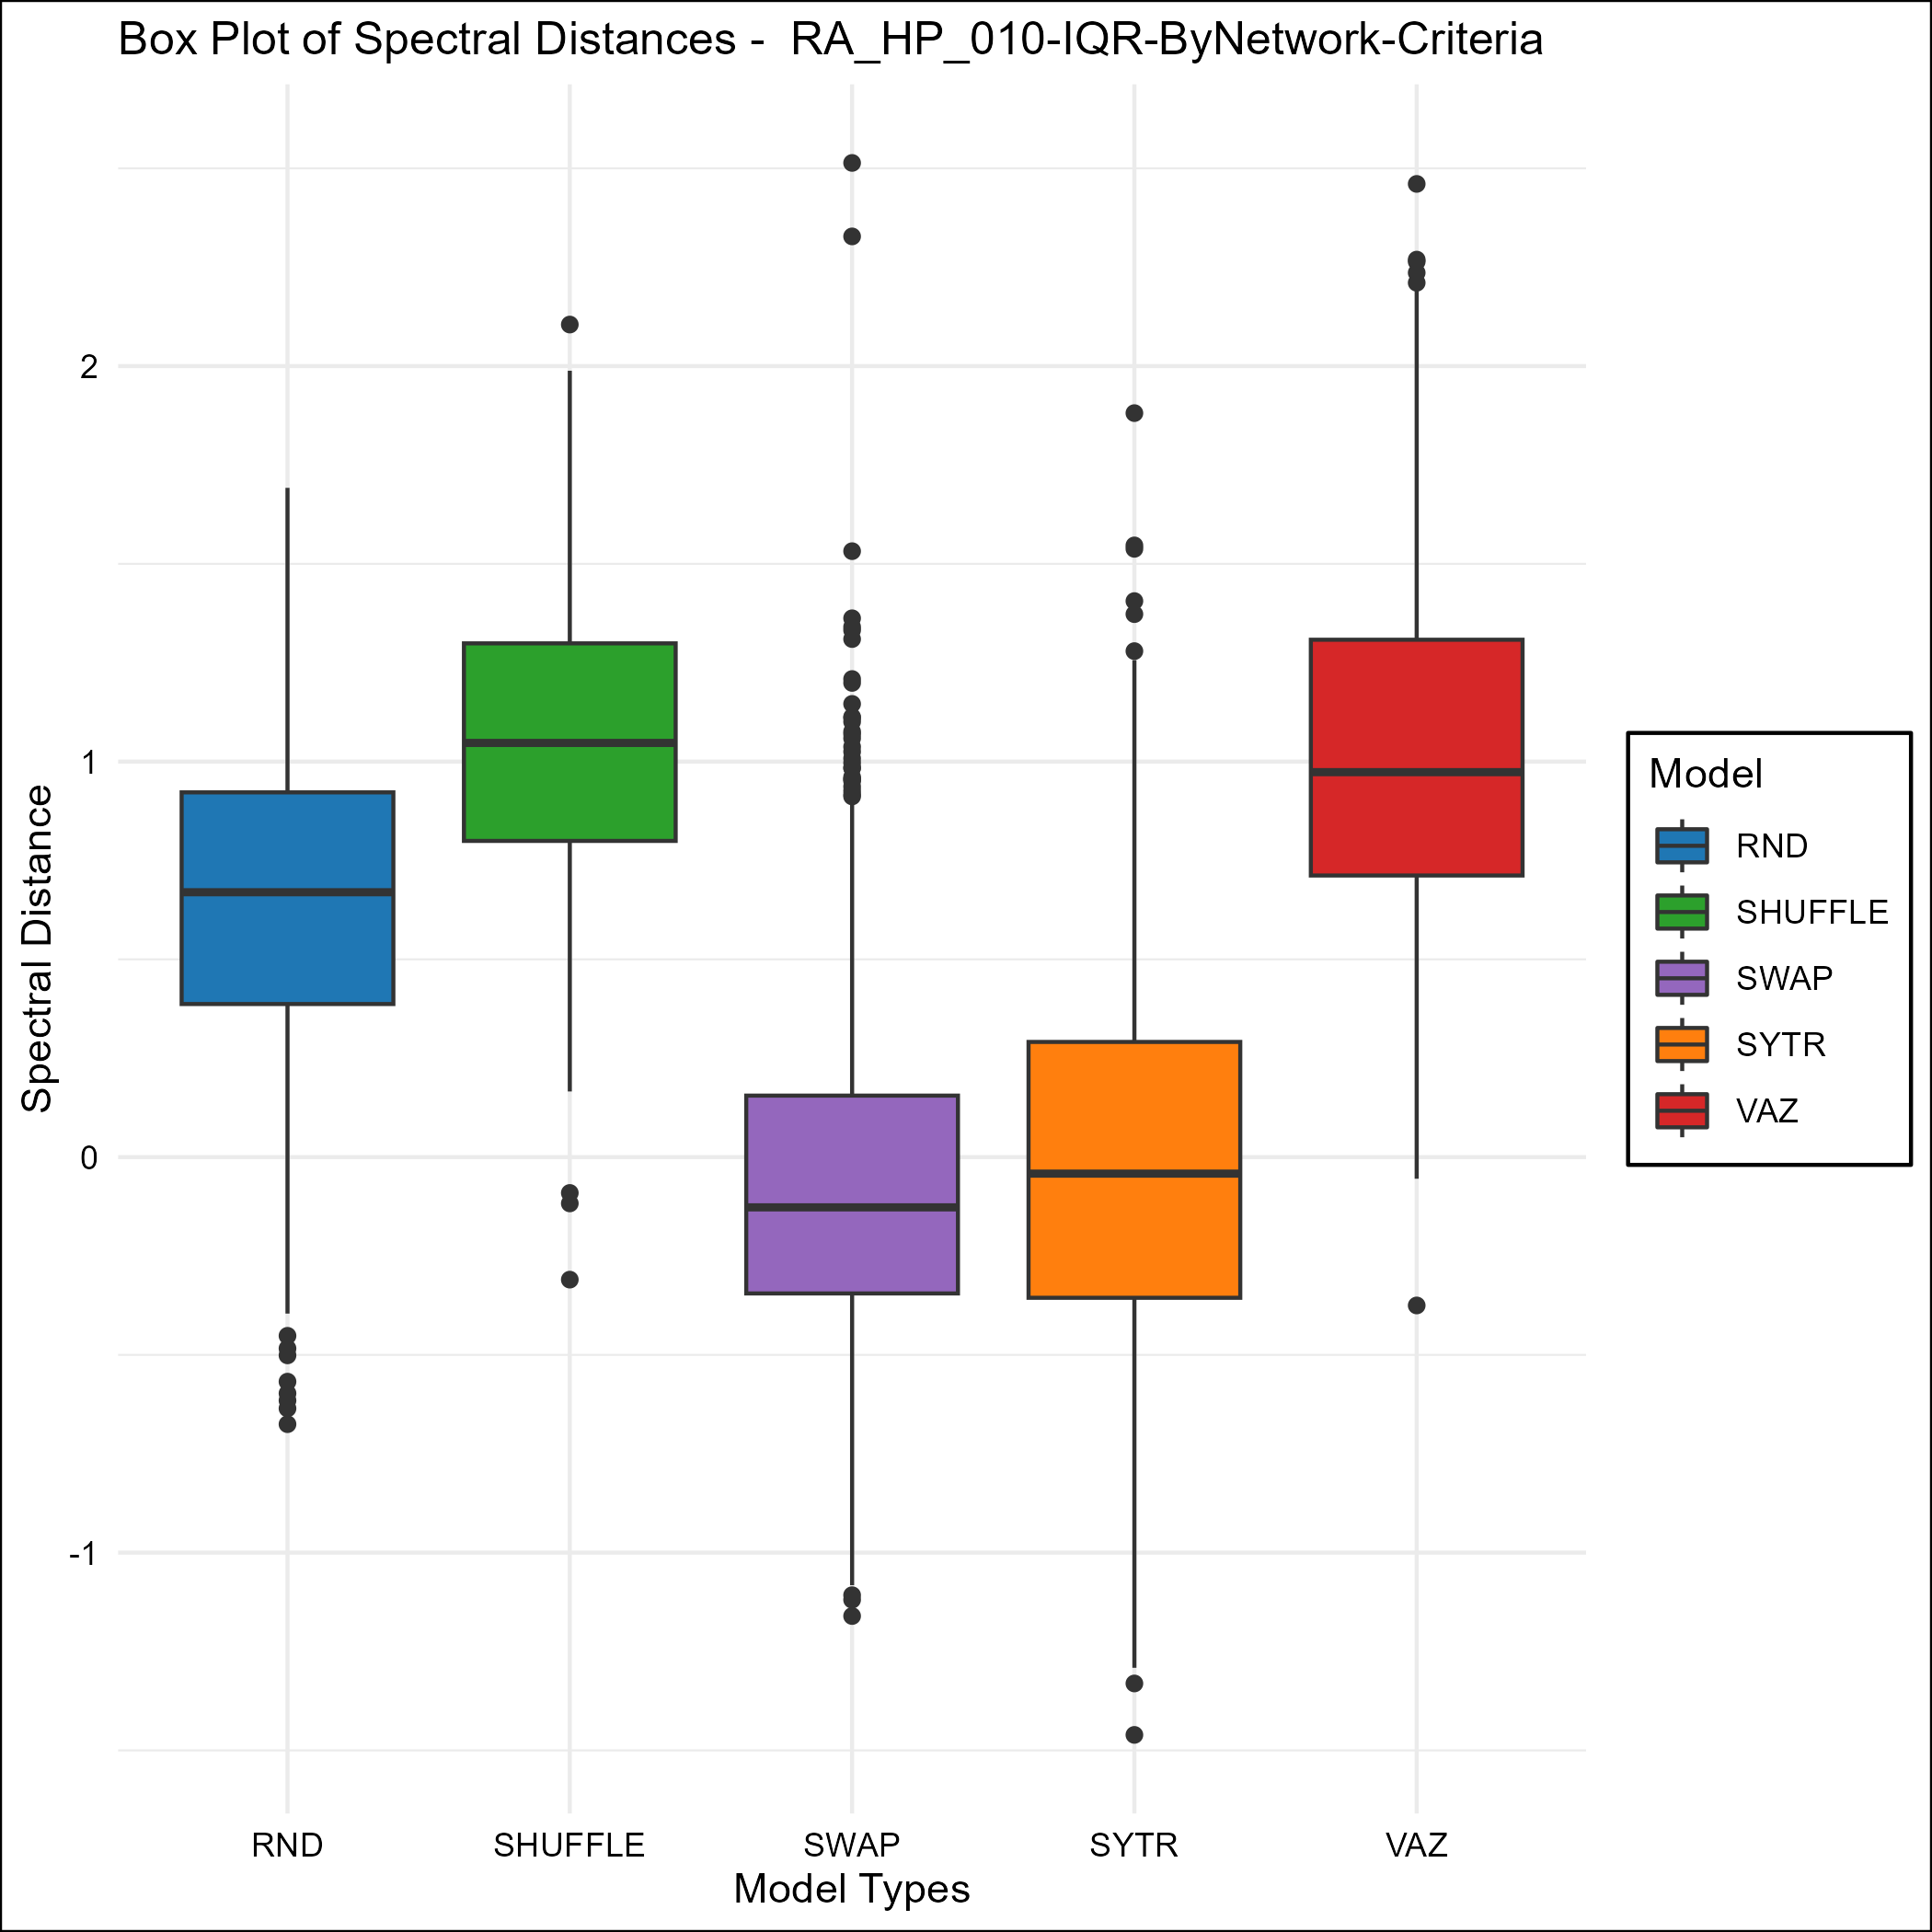 Box Plot of Spectral Distances -  RA_HP_010-IQR-ByNetwork-Criteria
2
1
0
-1
Spectral Distance
RND
SHUFFLE
SWAP
SYTR
VAZ
Model Types
Model
RND
SHUFFLE
SWAP
SYTR
VAZ